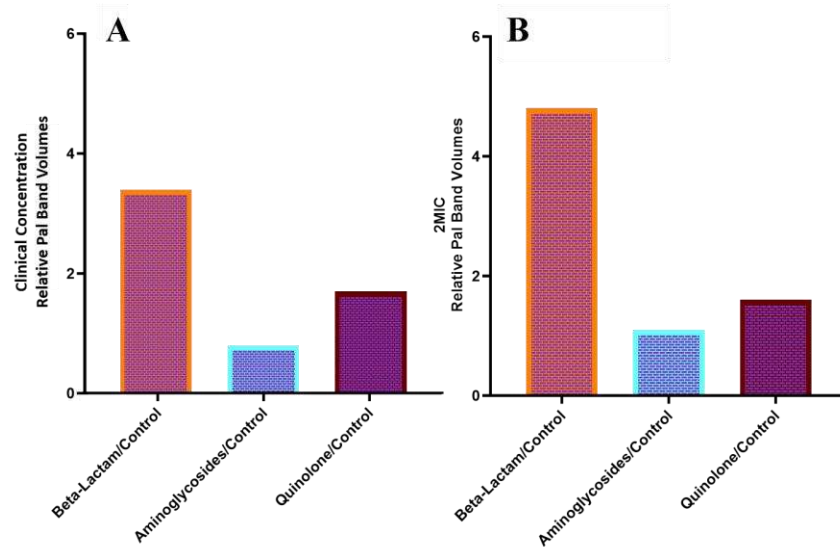 A
Clinical Concentration
Relative Pal Band Volumes
6
4
2
0
Beta-Lactam/Control
Aminoglycosides/Control
Quinolone/Control
B
2MIC
Relative Pal Band Volumes
6
4
2
0
Beta-Lactam/Control
Aminoglycosides/Control
Quinolone/Control